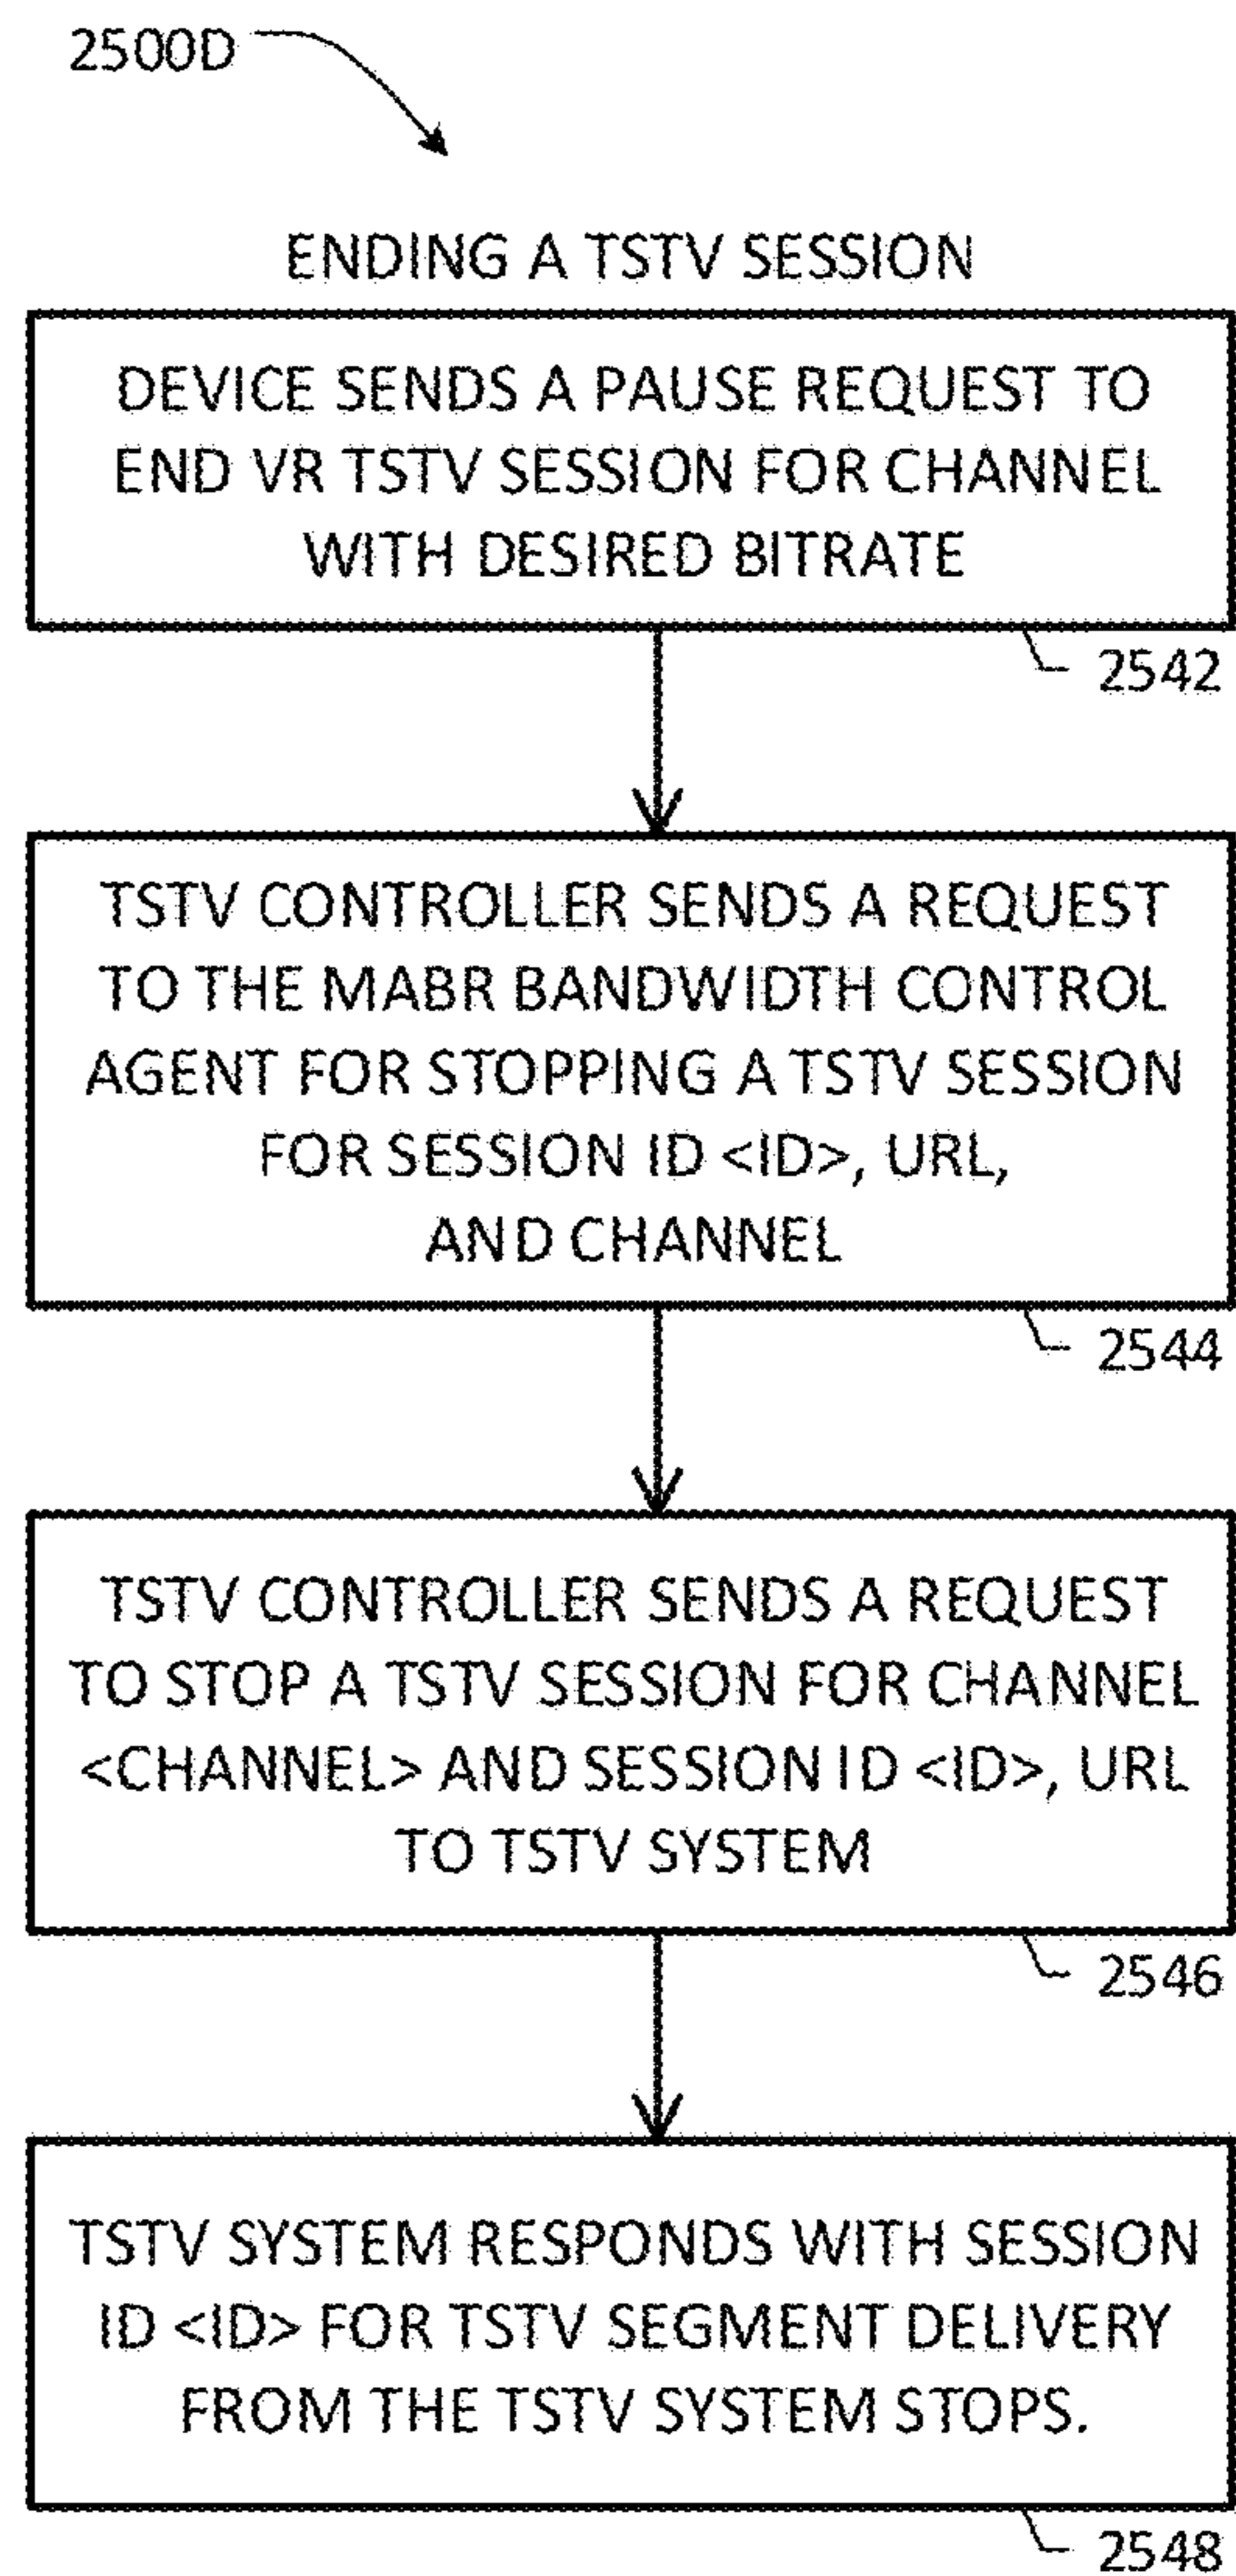 2500D
ENDING A TSTV SESSION
DEVICE SENDS A PAUSE REQUEST TO
END VR TSTV SESSION FOR CHANNEL
WITH DESIRED BITRATE
2542
TSTV CONTROLLER SENDS A REQUEST
TO THE MABR BANDWIDTH CONTROL
AGENT FOR STOPPING A TSTV SESSION
FOR SESSION ID <ID>, URL,
AND CHANNEL
2544
TSTV CONTROLLER SENDS A REQUEST
TO STOP A TSTV SESSION FOR CHANNEL
<CHANNEL> AND SESSION ID <ID>, URL
TO TSTV SYSTEM
2546
TSTV SYSTEM RESPONDS WITH SESSION
ID <ID> FOR TSTV SEGMENT DELIVERY
FROM THE TSTV SYSTEM STOPS.
2548